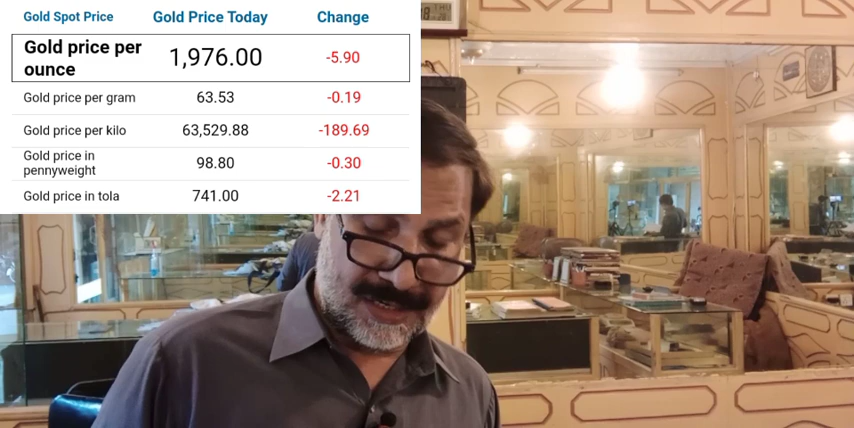 Gold Spot Price Gold Price Today Change
Gold price per ounce 1,976.00 -5.90
Gold price per gram 63.53 -0.19
Gold price per kilo 63,529.88 -189.69
Gold price in pennyweight 98.80 -0.30
Gold price in tola 741.00 -2.21